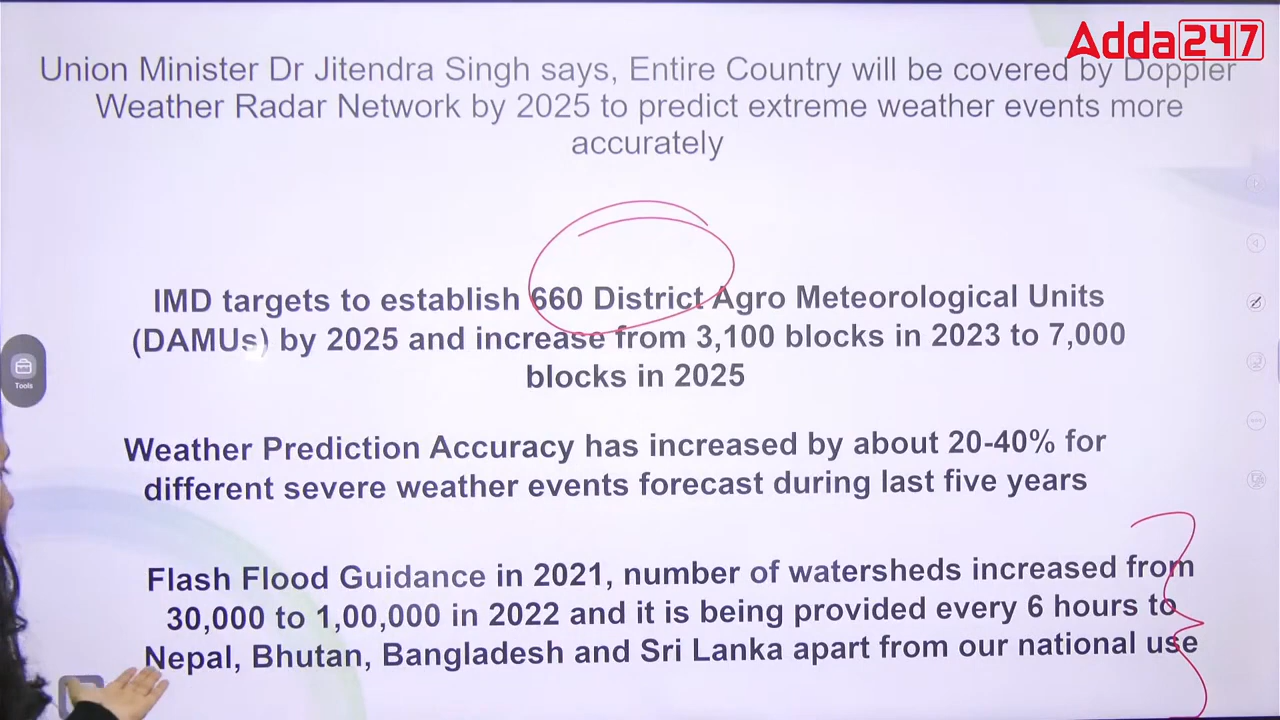 Adda247
Union Minister Dr Jitendra Singh says, Entire Country will be covered by Doppler
Weather Radar Network by 2025 to predict extreme weather events more
accurately
IMD targets to establish 660 District Agro Meteorological Units
(DAMUs) by 2025 and increase from 3,100 blocks in 2023 to 7,000
blocks in 2025
Tools
Weather Prediction Accuracy has increased by about 20-40% for
different severe weather events forecast during last five years
Flash Flood Guidance in 2021, number of watersheds increased from
30,000 to 1,00,000 in 2022 and it is being provided every 6 hours to
Nepal, Bhutan, Bangladesh and Sri Lanka apart from our national use